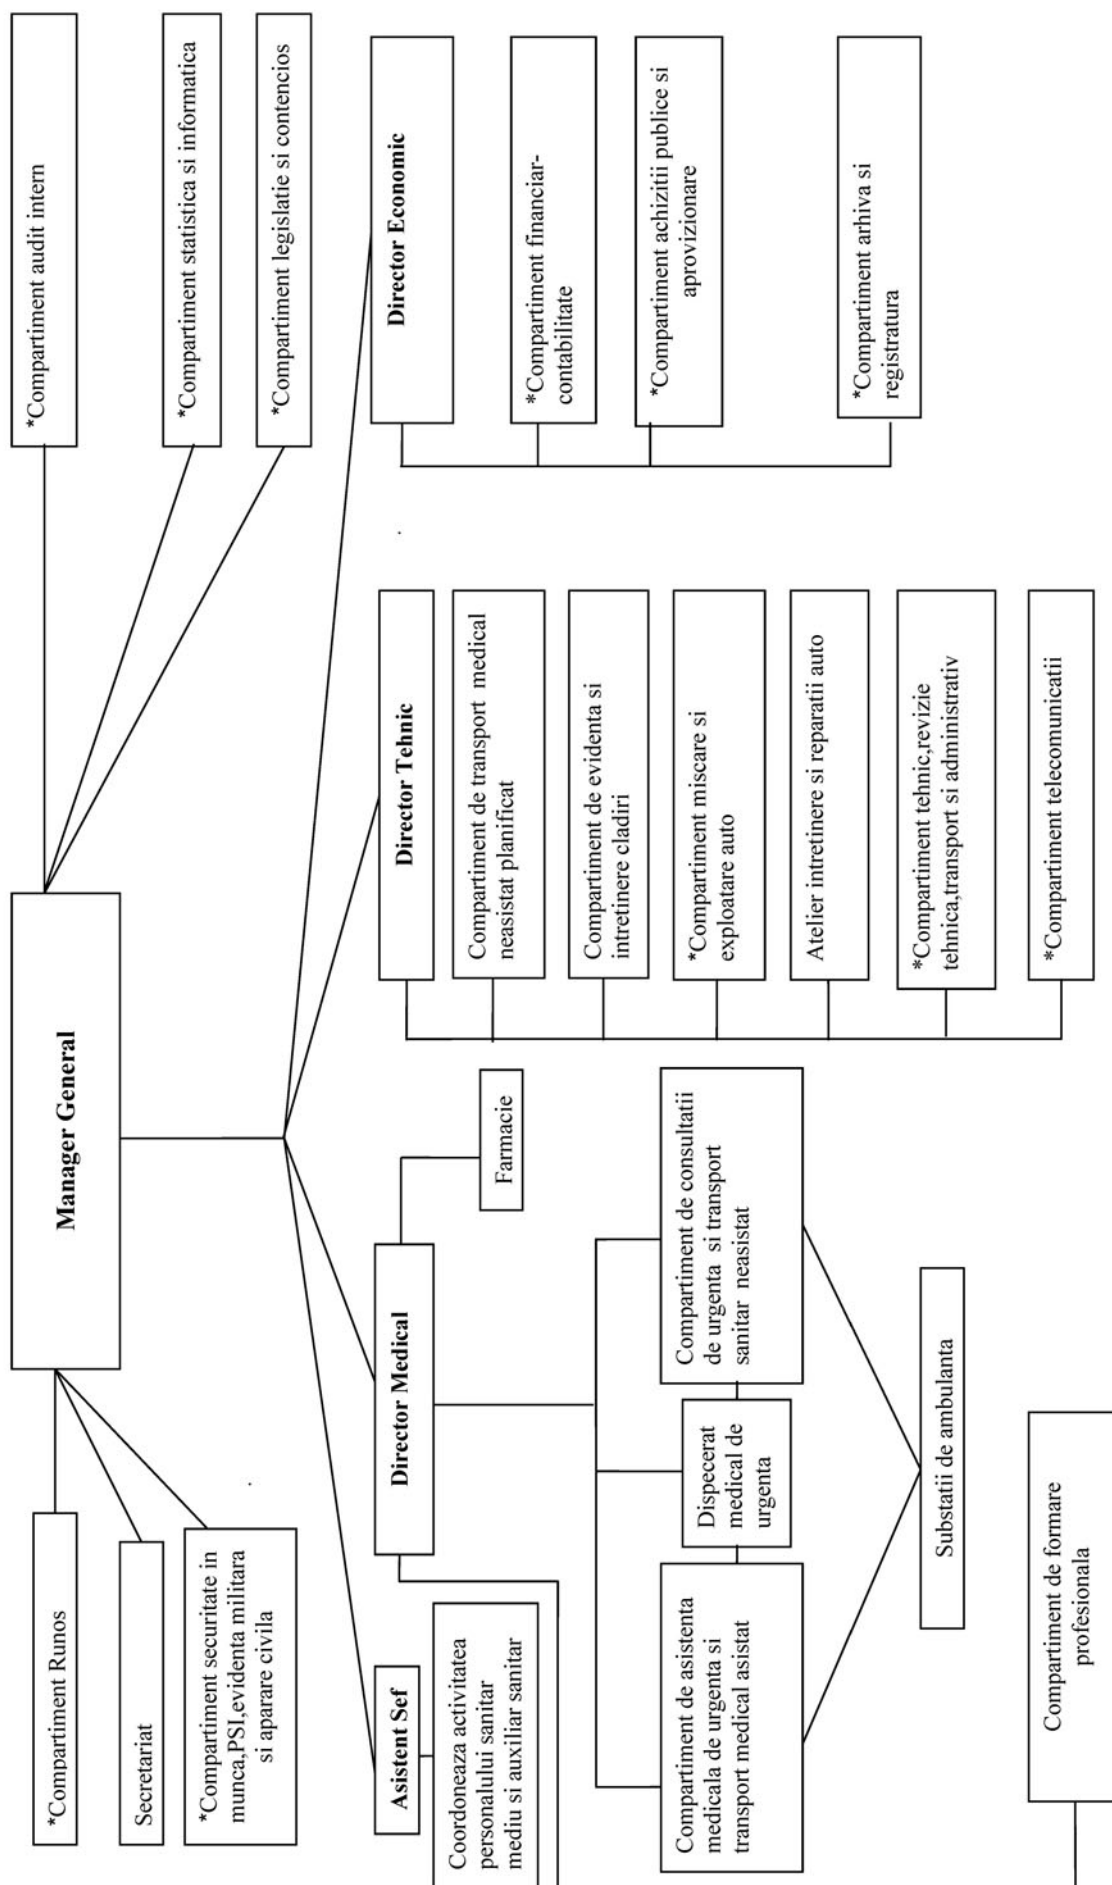 *Compartiment Runos
Secretariat
*Compartiment securitate in
munca,PSI,evidenta militara
si aparare civila
Manager General
*Compartiment audit intern
*Compartiment statistica si informatica
*Compartiment legislatie si contencios
Asistent Sef
Coordoneaza activitatea
personalului sanitar
mediu si auxiliar sanitar
Director Medical
Farmacie
Compartiment de asistenta
medicala de urgenta si
transport medical asistat
Dispecerat
medical de
urgenta
Compartiment de consultatii
de urgenta si transport
sanitar neasistat
Substatii de ambulanta
Compartiment de formare
profesionala
Director Tehnic
Compartiment de transport medical
neasistat planificat
Compartiment de evidenta si
intretinere cladiri
*Compartiment miscare si
exploatare auto
Atelier intretinere si reparatii auto
*Compartiment tehnic,revizie
tehnica,transport si administrativ
*Compartiment telecomunicatii
Director Economic
*Compartiment financiar-
contabilitate
*Compartiment achizitii publice si
aprovizionare
*Compartiment arhiva si
registratura